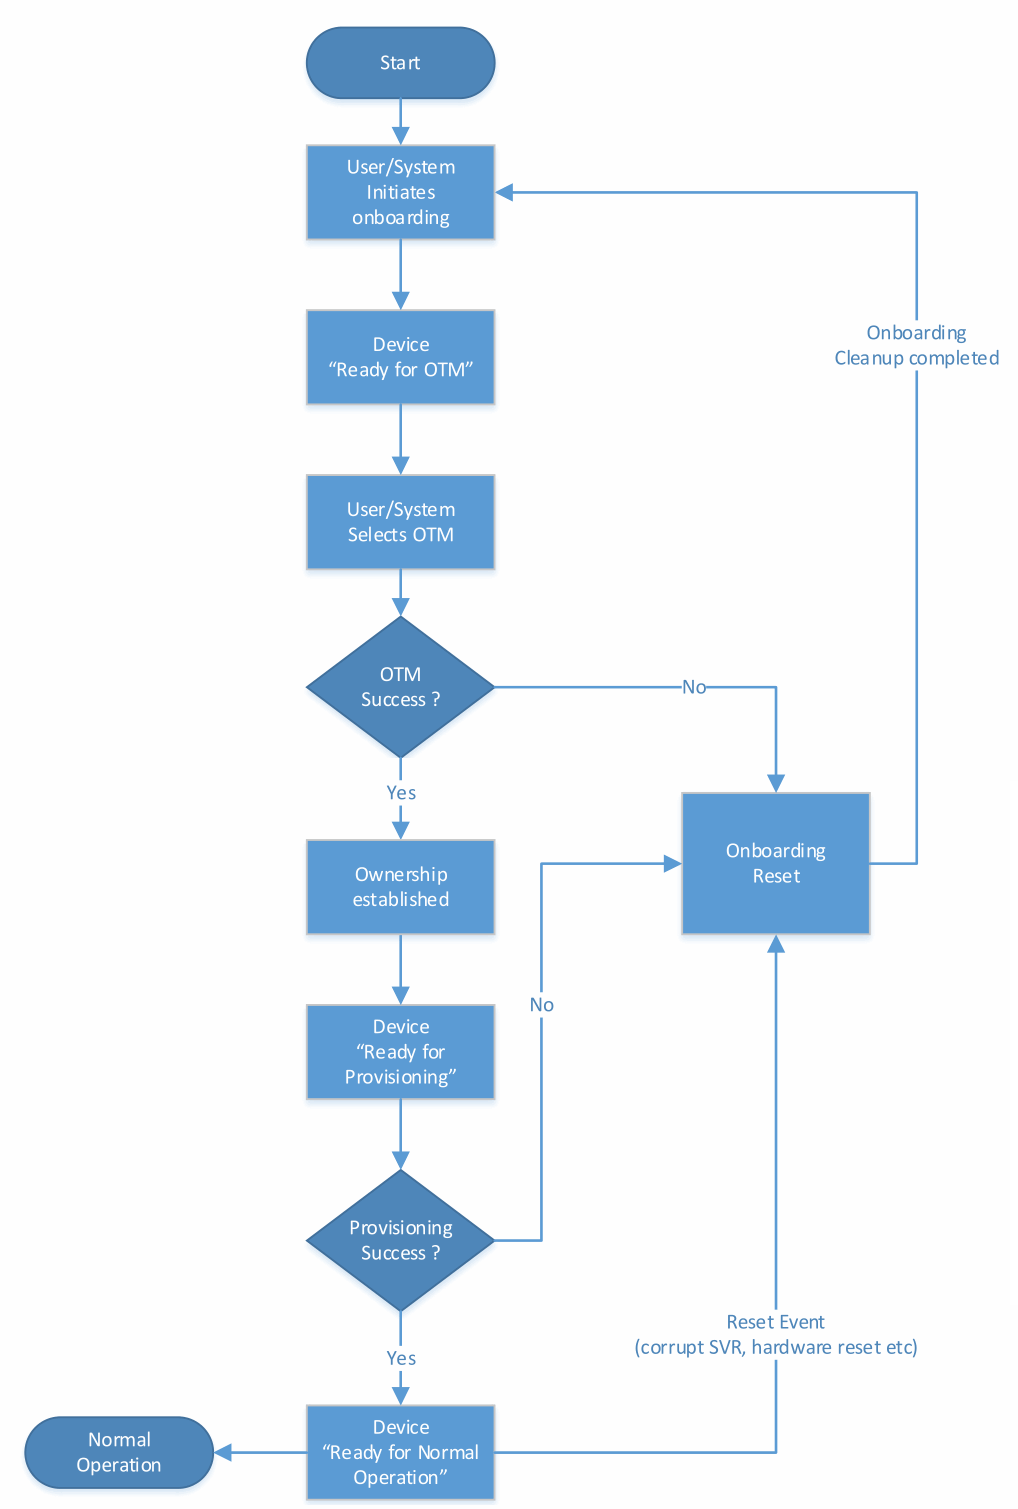 Start
User/System
Initiates
onboarding
Onboarding
Cleanup completed
Device
“Ready for OTM”
User/System
Selects OTM
OTM
Success ?
No
Yes
Onboarding
Reset
Ownership
established
No
Device
“Ready for
Provisioning”
Provisioning
Success ?
Reset Event
(corrupt SVR, hardware reset etc)
Yes
Normal
Operation
Device
“Ready for Normal
Operation”